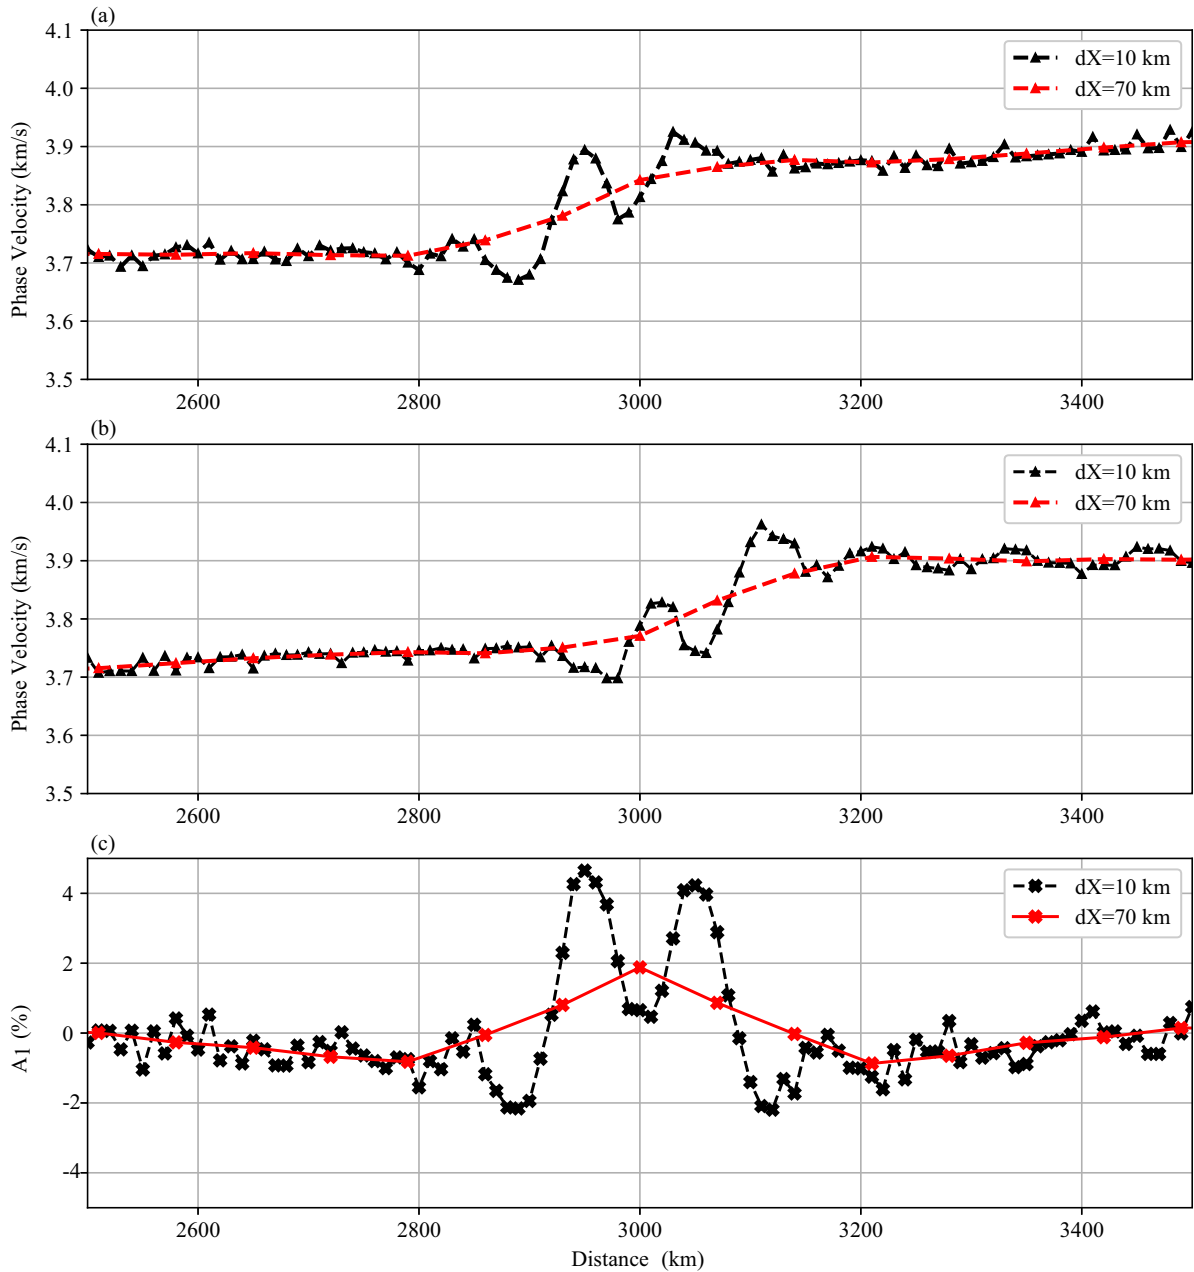 (a)
4.1
4.0
3.9
3.8
3.7
3.6
3.5
Phase Velocity (km/s)
dX=10 km
dX=70 km
2600 2800 3000 3200 3400
(b)
4.1
4.0
3.9
3.8
3.7
3.6
3.5
Phase Velocity (km/s)
dX=10 km
dX=70 km
2600 2800 3000 3200 3400
(c)
4
2
0
-2
-4
A1 (%)
dX=10 km
dX=70 km
2600 2800 3000 3200 3400
Distance (km)